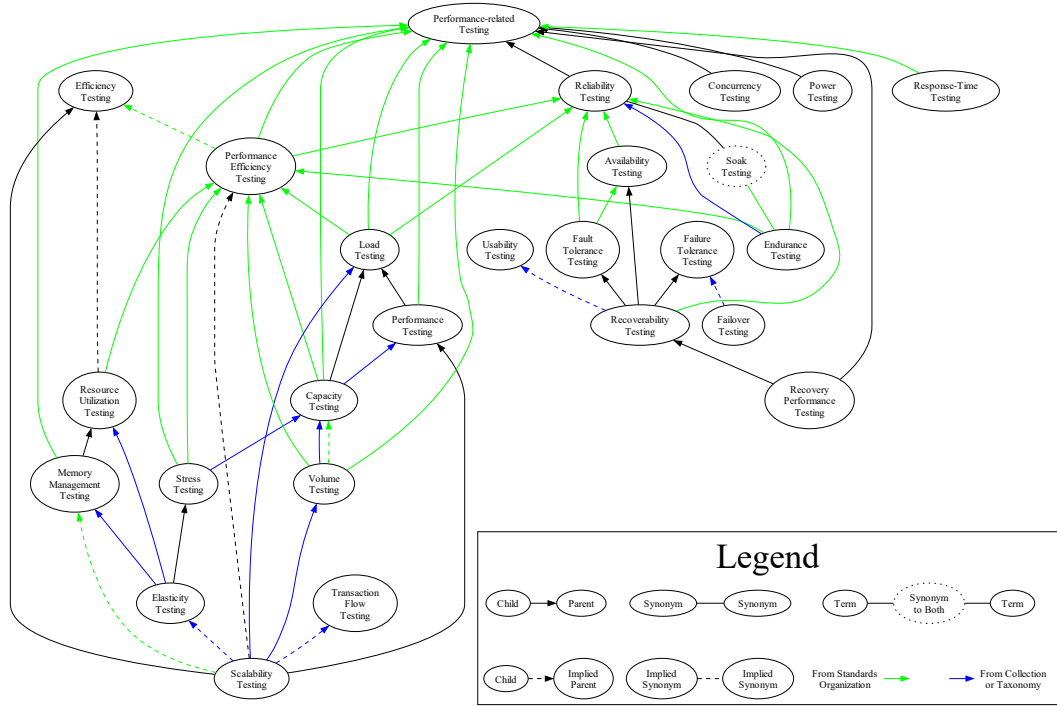 Performance-related
Testing
Efficiency
Testing
Reliability
Testing
Concurrency
Testing
Power
Testing
Response-Time
Testing
Performance
Efficiency
Testing
Availability
Testing
Soak
Testing
Load
Testing
Usability
Testing
Fault
Tolerance
Testing
Failure
Tolerance
Testing
Endurance
Testing
Performance
Testing
Recoverability
Testing
Failover
Testing
Resource
Utilization
Testing
Capacity
Testing
Recovery
Performance
Testing
Memory
Management
Testing
Stress
Testing
Volume
Testing
Elasticity
Testing
Transaction
Flow
Testing
Scalability
Testing
Legend
Child
Parent
Synonym
Synonym
Term
Synonym
to Both
Term
Child
Implied
Parent
Implied
Synonym
Implied
Synonym
From Standards
Organization
From Collection
or Taxonomy